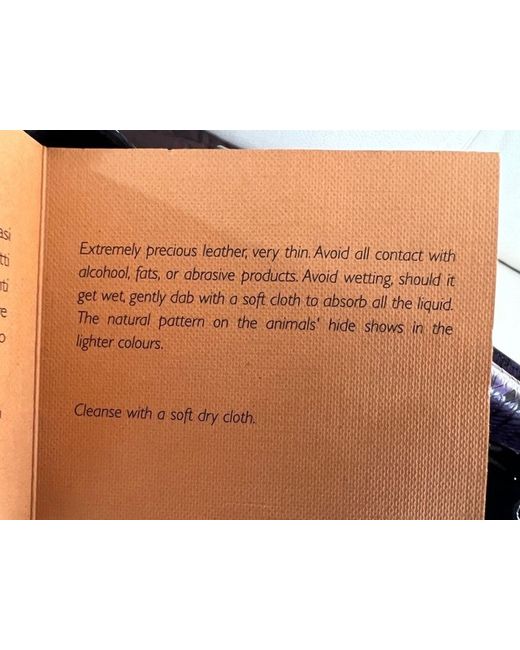 asi
tti
Extremely precious leather, very thin. Avoid all contact with
alcohool, fats, or abrasive products. Avoid wetting, should it
get wet, gently dab with a soft cloth to absorb all the liquid.
The natural pattern on the animals' hide shows in the
lighter colours.
Cleanse with a soft dry cloth.